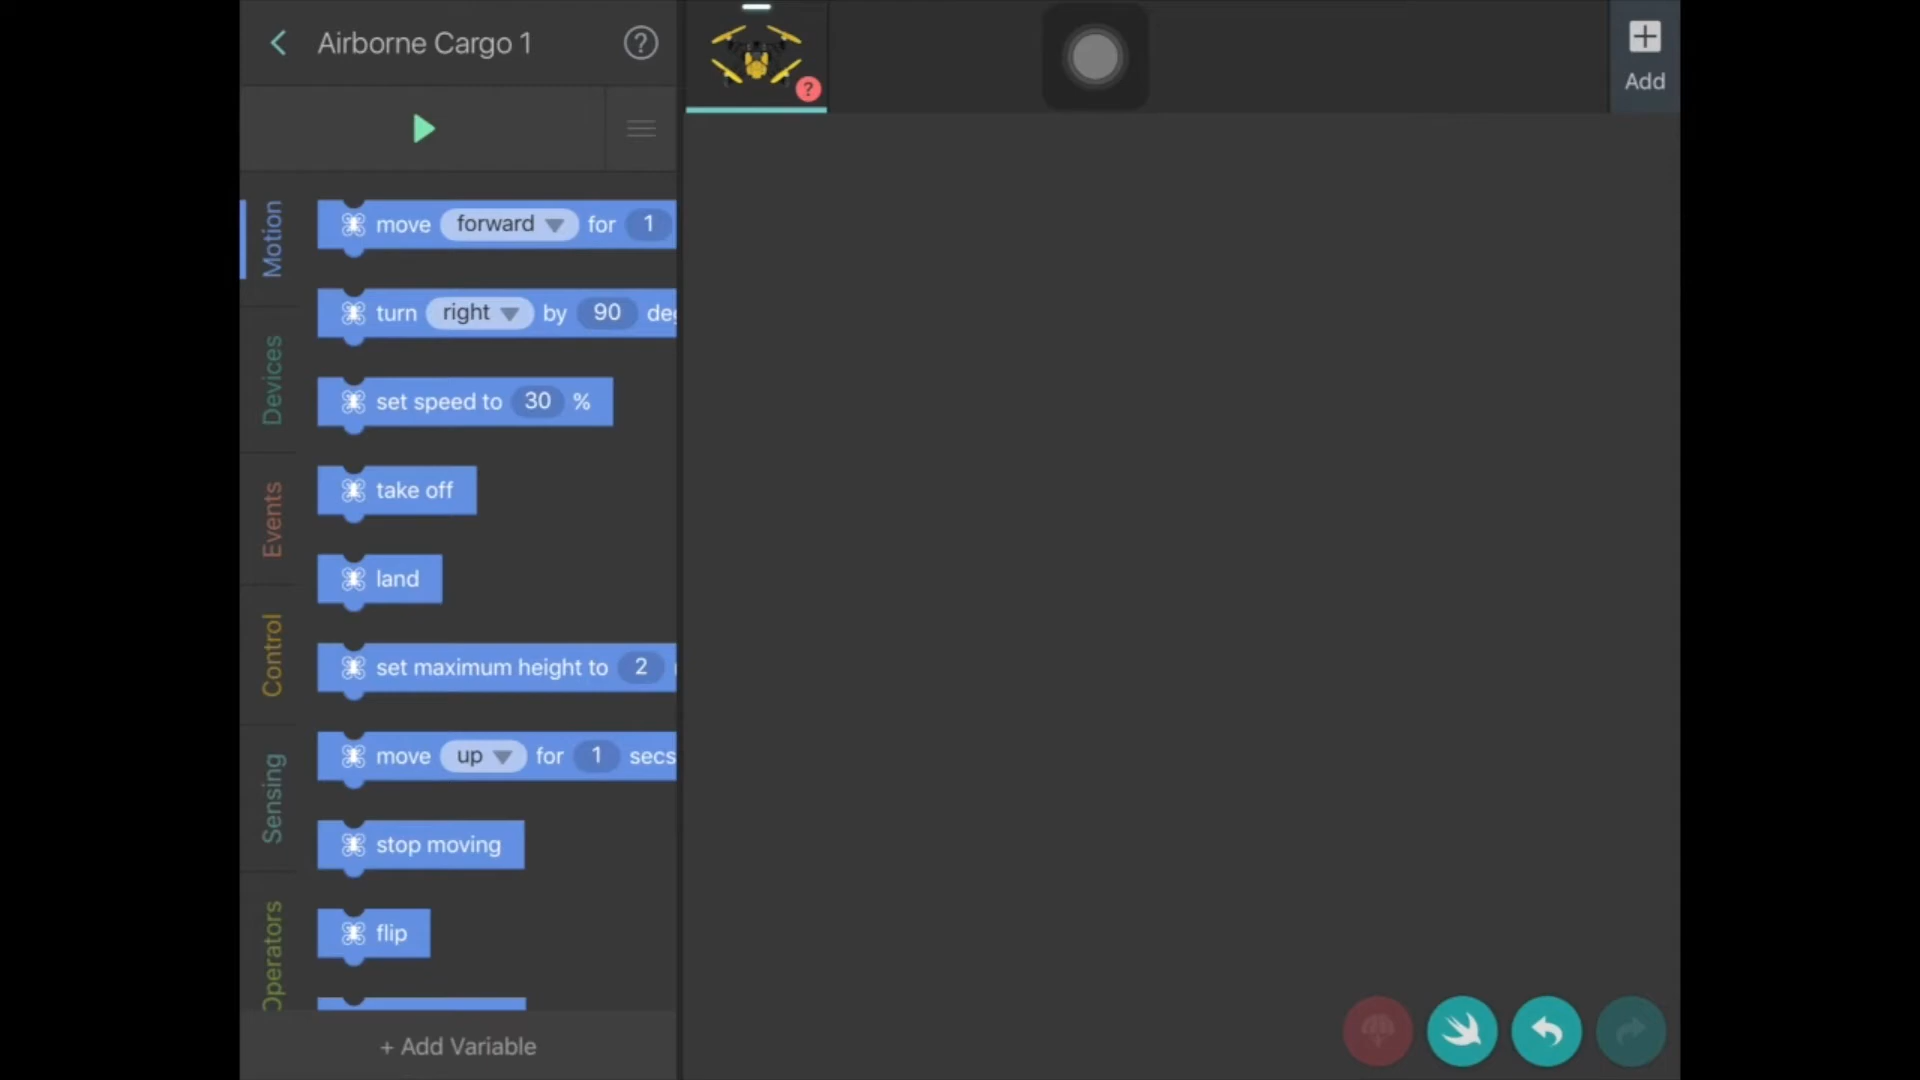 Airborne Cargo 1
?
?
Add
Motion
Devices
Events
Control
Sensing
Operators
move forward for 1
turn right by 90 de
set speed to 30 %
take off
land
set maximum height to 2
move up for 1 secs
stop moving
flip
+ Add Variable